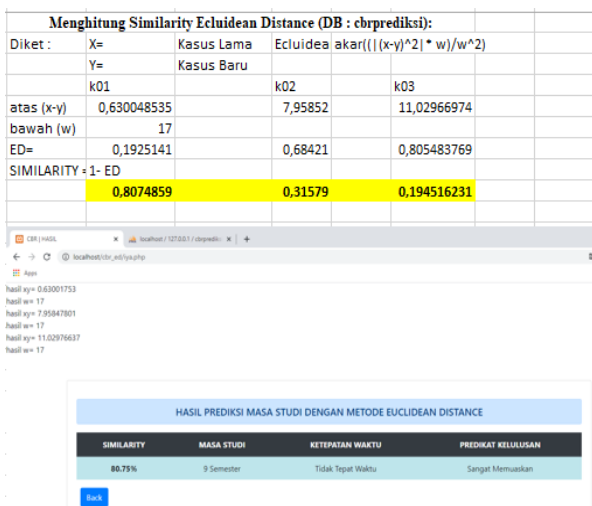 Menghitung Similarity Ecluidean Distance (DB : cbrprediksi):
Diket : X= Kasus Lama Ecluidea akar((|(x-y)^2|* w)/w^2)
Y= Kasus Baru
k01 k02 k03
atas (x-y) 0,630048535 7,95852 11,02966974
bawah (w) 17
ED= 0,1925141 0,68421 0,805483769
SIMILARITY = 1- ED
0,8074859 0,31579 0,194516231
CBR | HASIL localhost / 127.0.0.1 / cbrpredik
localhost/cbr_ed/iya.php
Apps
hasil xy= 0.63001753
hasil w= 17
hasil xy= 7.95847801
hasil w= 17
hasil xy= 11.02976637
hasil w= 17
HASIL PREDIKSI MASA STUDI DENGAN METODE EUCLIDEAN DISTANCE
SIMILARITY MASA STUDI KETEPATAN WAKTU PREDIKAT KELULUSAN
80.75% 9 Semester Tidak Tepat Waktu Sangat Memuaskan
Back